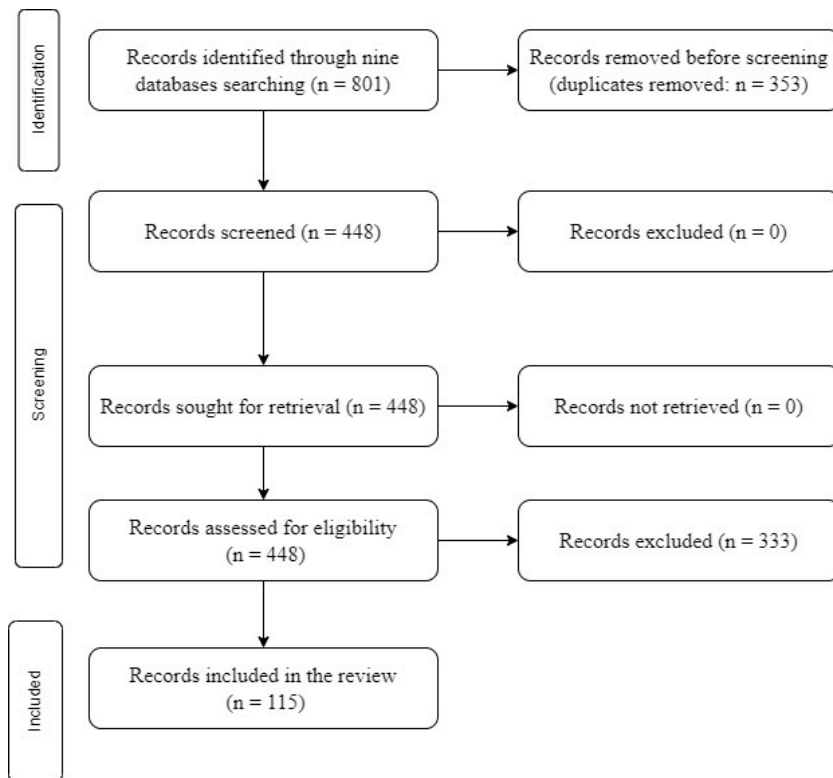 Identification
Records identified through nine
databases searching (n = 801)
Records removed before screening
(duplicates removed: n = 353)
Screening
Records screened (n = 448)
Records excluded (n = 0)
Records sought for retrieval (n = 448)
Records not retrieved (n = 0)
Records assessed for eligibility
(n = 448)
Records excluded (n = 333)
Included
Records included in the review
(n = 115)